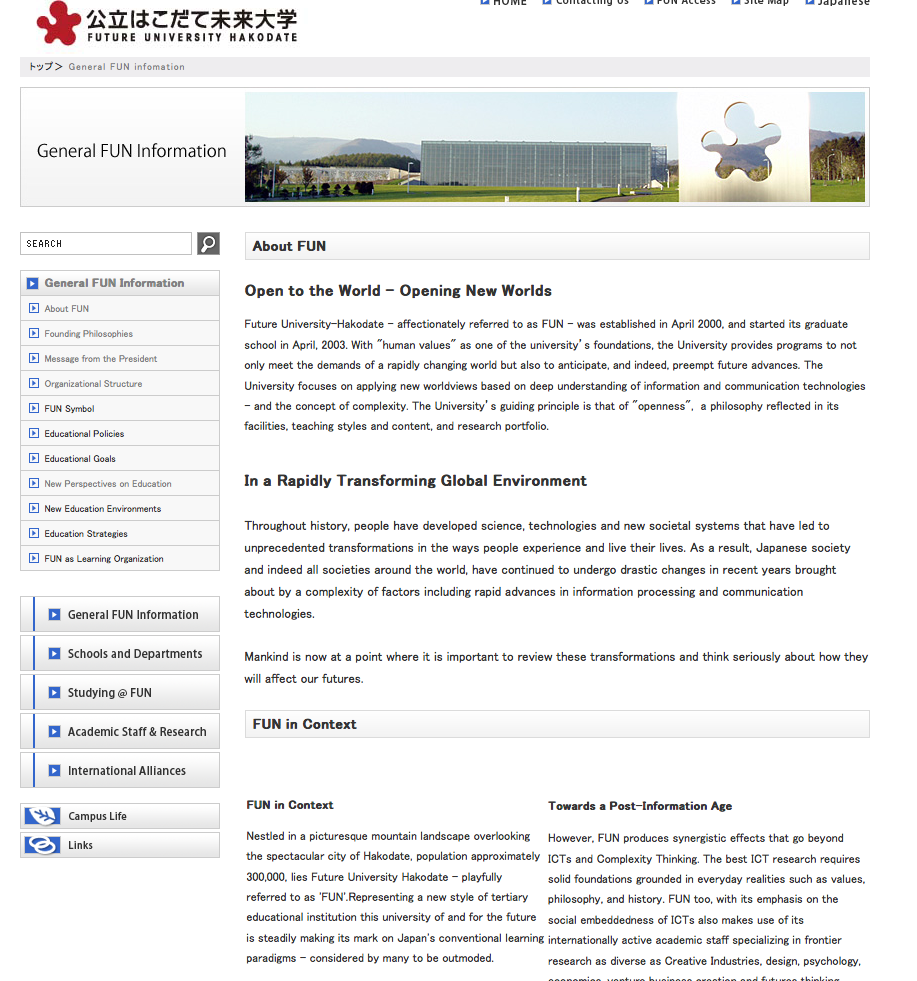 HOME Contacting Us FUN Access Site Map Japanese
公立はこだて未来大学
FUTURE UNIVERSITY HAKODATE
トップ＞ General FUN infomation
General FUN Information
SEARCH
General FUN Information
About FUN
Founding Philosophies
Message from the President
Organizational Structure
FUN Symbol
Educational Policies
Educational Goals
New Perspectives on Education
New Education Environments
Education Strategies
FUN as Learning Organization
General FUN Information
Schools and Departments
Studying @ FUN
Academic Staff & Research
International Alliances
Campus Life
Links
About FUN
Open to the World - Opening New Worlds
Future University-Hakodate - affectionately referred to as FUN - was established in April 2000, and started its graduate
school in April, 2003. With "human values" as one of the university's foundations, the University provides programs to not
only meet the demands of a rapidly changing world but also to anticipate, and indeed, preempt future advances. The
University focuses on applying new worldviews based on deep understanding of information and communication technologies
- and the concept of complexity. The University's guiding principle is that of "openness", a philosophy reflected in its
facilities, teaching styles and content, and research portfolio.
In a Rapidly Transforming Global Environment
Throughout history, people have developed science, technologies and new societal systems that have led to
unprecedented transformations in the ways people experience and live their lives. As a result, Japanese society
and indeed all societies around the world, have continued to undergo drastic changes in recent years brought
about by a complexity of factors including rapid advances in information processing and communication
technologies.
Mankind is now at a point where it is important to review these transformations and think seriously about how they
will affect our futures.
FUN in Context
FUN in Context
Nestled in a picturesque mountain landscape overlooking
the spectacular city of Hakodate, population approximately
300,000, lies Future University Hakodate - playfully
referred to as 'FUN'.Representing a new style of tertiary
educational institution this university of and for the future
is steadily making its mark on Japan's conventional learning
paradigms - considered by many to be outmoded.
Towards a Post-Information Age
However, FUN produces synergistic effects that go beyond
ICTs and Complexity Thinking. The best ICT research requires
solid foundations grounded in everyday realities such as values,
philosophy, and history. FUN too, with its emphasis on the
social embeddedness of ICTs also makes use of its
internationally active academic staff specializing in frontier
research as diverse as Creative Industries, design, psychology,
economics, venture business creation and futures thinking